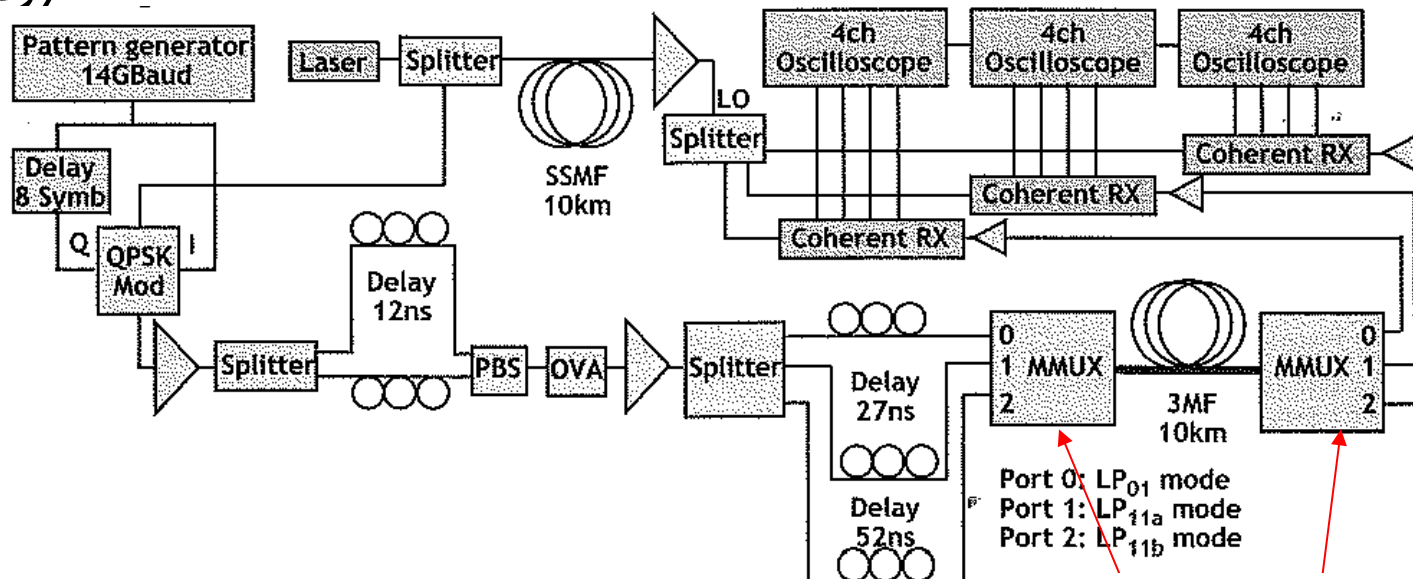 Pattern generator
14GBaud
Laser
Splitter
4ch
Oscilloscope
4ch
Oscilloscope
4ch
Oscilloscope
LO
Splitter
Delay
8 Symb
SSMF
10km
Coherent RX
Coherent RX
Coherent RX
Q
QPSK
Mod
I
Delay
12ns
Splitter
PBS
OVA
Splitter
Delay
27ns
Delay
52ns
0
1
2
MMUX
3MF
10km
MMUX
0
1
2
Port 0: LP01 mode
Port 1: LP11a mode
Port 2: LP11b mode